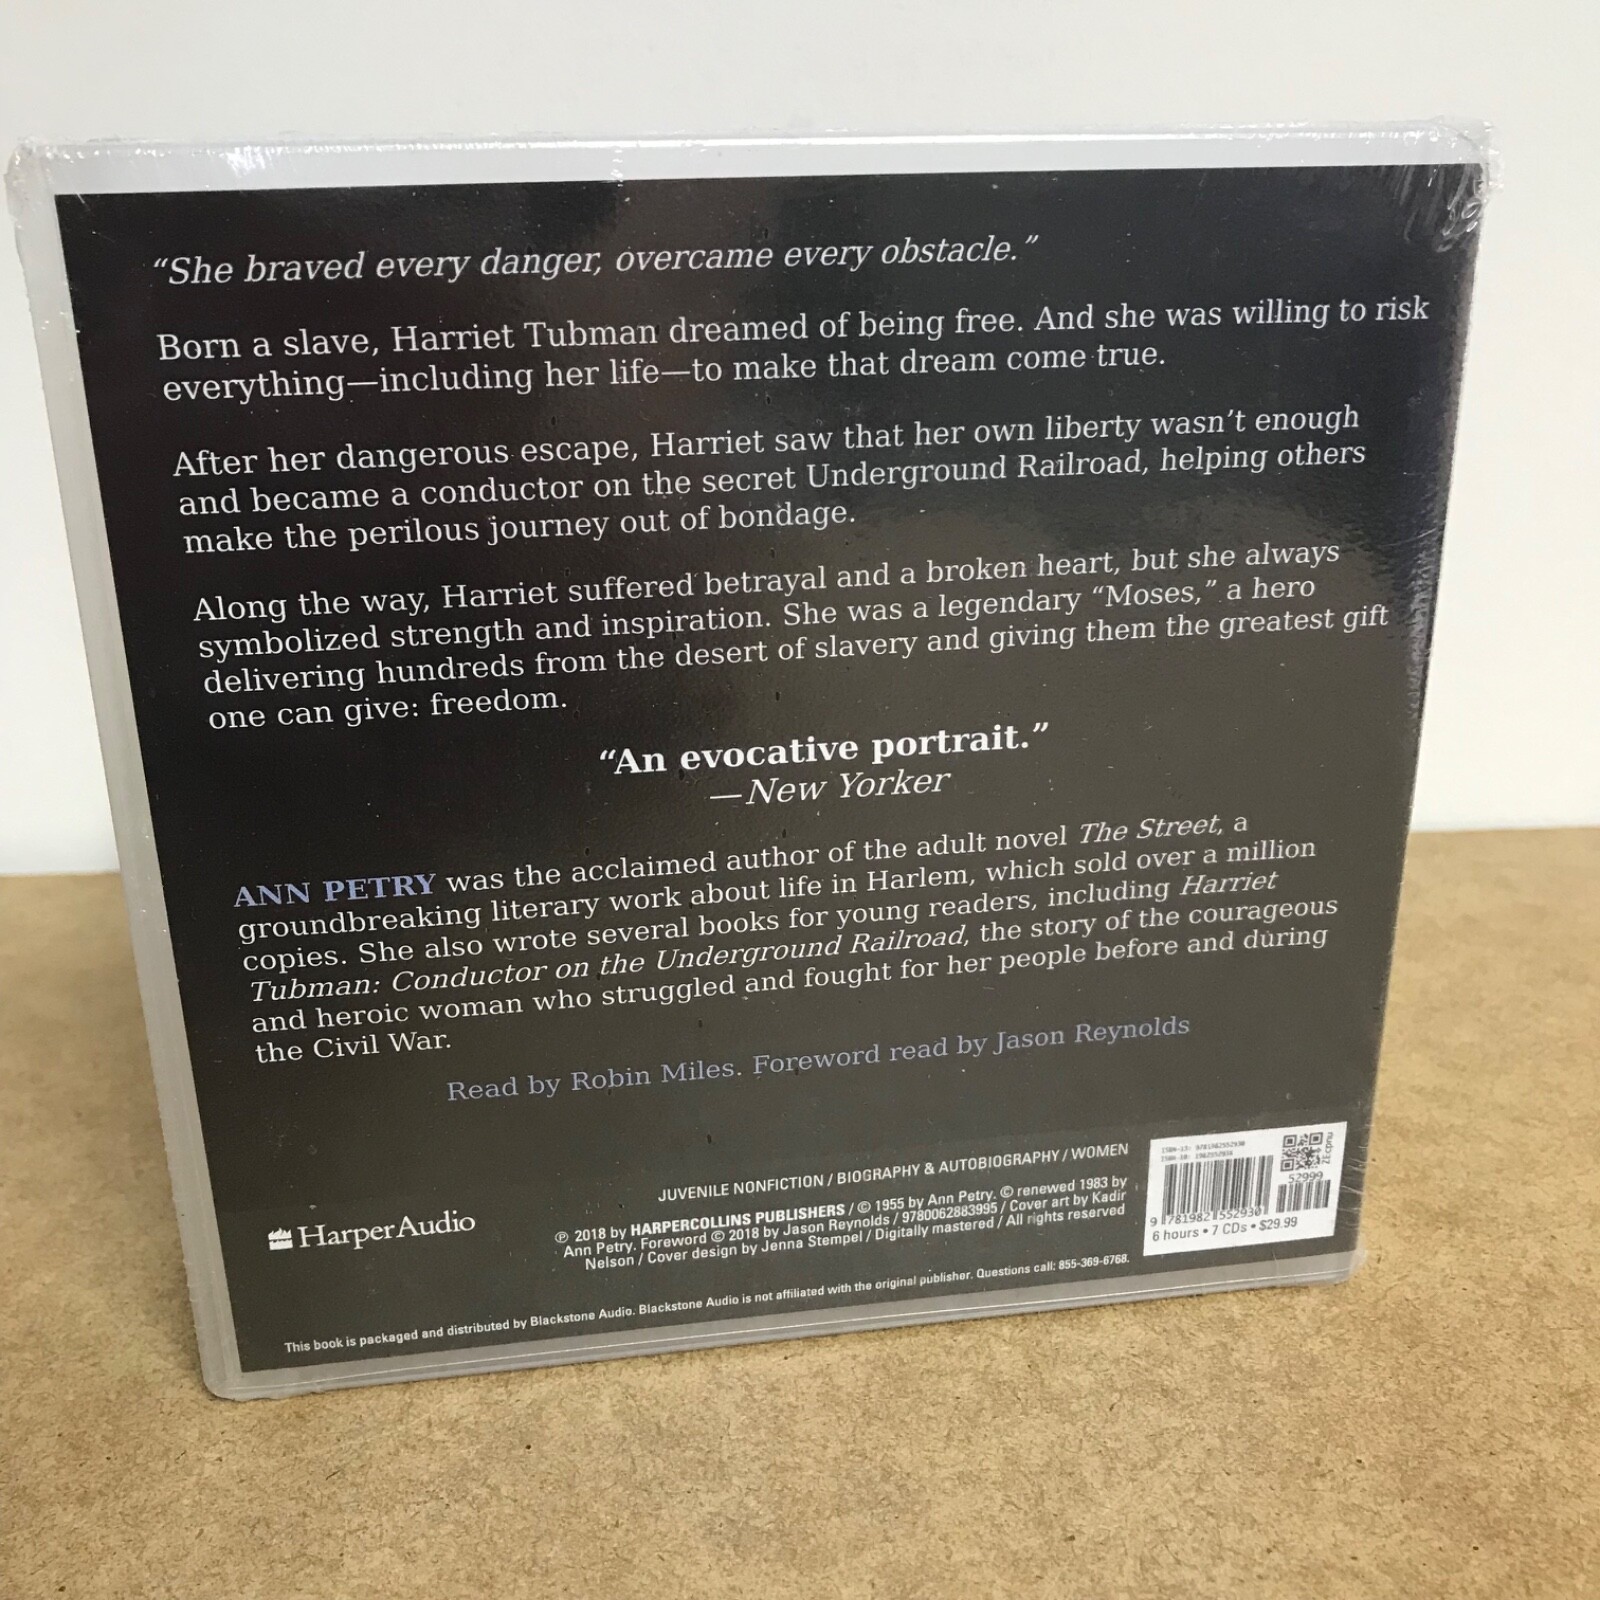 “She braved every danger, overcame every obstacle.”
Born a slave, Harriet Tubman dreamed of being free. And she was willing to risk
everything—including her life—to make that dream come true.
After her dangerous escape, Harriet saw that her own liberty wasn’t enough
and became a conductor on the secret Underground Railroad, helping others
make the perilous journey out of bondage.
Along the way, Harriet suffered betrayal and a broken heart, but she always
symbolized strength and inspiration. She was a legendary “Moses,” a hero
delivering hundreds from the desert of slavery and giving them the greatest gift
one can give: freedom.
“An evocative portrait.”
—New Yorker
ANN PETRY was the acclaimed author of the adult novel The Street, a
groundbreaking literary work about life in Harlem, which sold over a million
copies. She also wrote several books for young readers, including Harriet
Tubman: Conductor on the Underground Railroad, the story of the courageous
and heroic woman who struggled and fought for her people before and during
the Civil War.
Read by Robin Miles. Foreword read by Jason Reynolds
JUVENILE NONFICTION / BIOGRAPHY & AUTOBIOGRAPHY / WOMEN
HarperAudio
℗ 2018 by HARPERCOLLINS PUBLISHERS / © 1955 by Ann Petry. © renewed 1983 by
Ann Petry. Foreword © 2018 by Jason Reynolds / 9780062883995 / Cover art by Kadir
Nelson / Cover design by Jenna Stempel / Digitally mastered / All rights reserved
This book is packaged and distributed by Blackstone Audio. Blackstone Audio is not affiliated with the original publisher. Questions call: 855-369-6768.
ISBN-13: 9781982552930
52999
9 781982 552930
6 hours • 7 CDs • $29.99